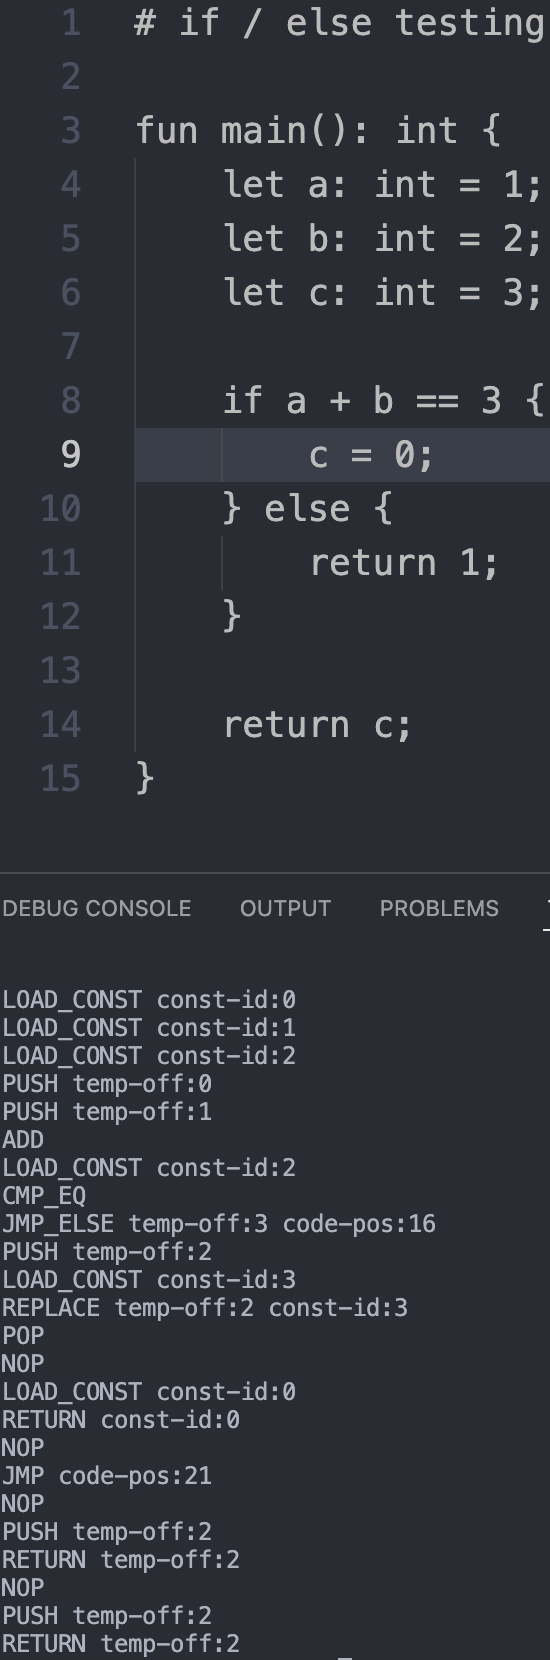 1 # if / else testing
2
3 fun main(): int {
4 let a: int = 1;
5 let b: int = 2;
6 let c: int = 3;
7
8 if a + b == 3 {
9 c = 0;
10 } else {
11 return 1;
12 }
13
14 return c;
15 }
DEBUG CONSOLE OUTPUT PROBLEMS
LOAD_CONST const-id:0
LOAD_CONST const-id:1
LOAD_CONST const-id:2
PUSH temp-off:0
PUSH temp-off:1
ADD
LOAD_CONST const-id:2
CMP_EQ
JMP_ELSE temp-off:3 code-pos:16
PUSH temp-off:2
LOAD_CONST const-id:3
REPLACE temp-off:2 const-id:3
POP
NOP
LOAD_CONST const-id:0
RETURN const-id:0
NOP
JMP code-pos:21
NOP
PUSH temp-off:2
RETURN temp-off:2
NOP
PUSH temp-off:2
RETURN temp-off:2